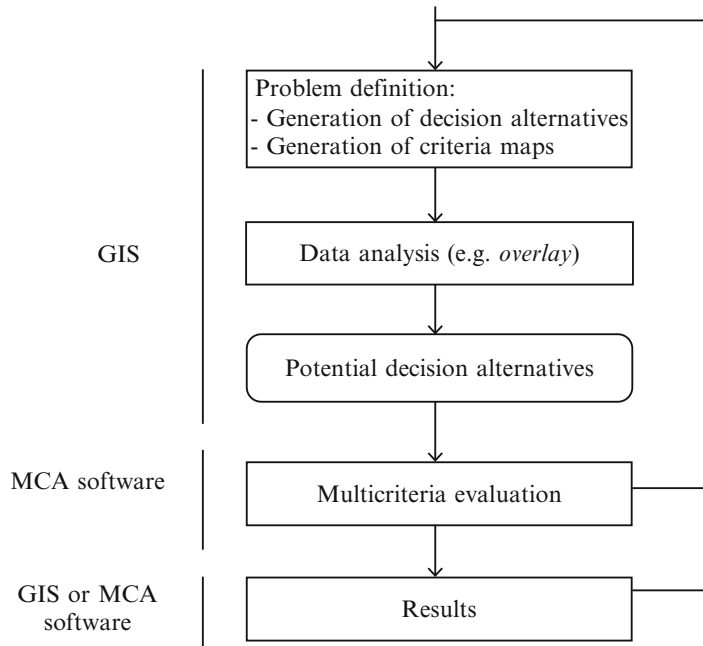 Problem definition:
- Generation of decision alternatives
- Generation of criteria maps
GIS
Data analysis (e.g. overlay)
Potential decision alternatives
MCA software
Multicriteria evaluation
GIS or MCA
software
Results